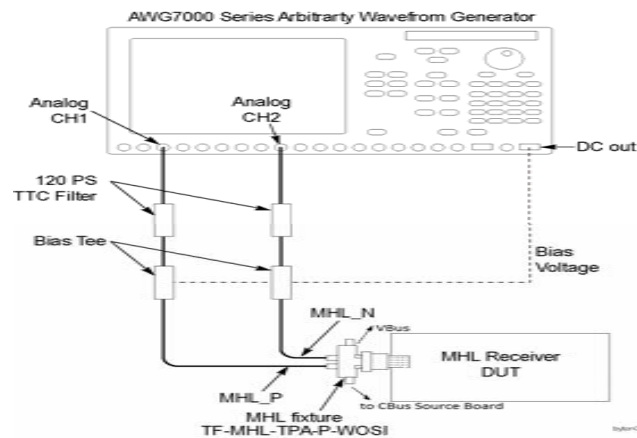 AWG7000 Series Arbitrarty Wavefrom Generator
Analog
CH1
Analog
CH2
DC out
120 PS
TTC Filter
Bias Tee
Bias
Voltage
MHL_N
VBus
MHL Receiver
DUT
MHL_P
to CBus Source Board
MHL fixture
TF-MHL-TPA-P-WOSI